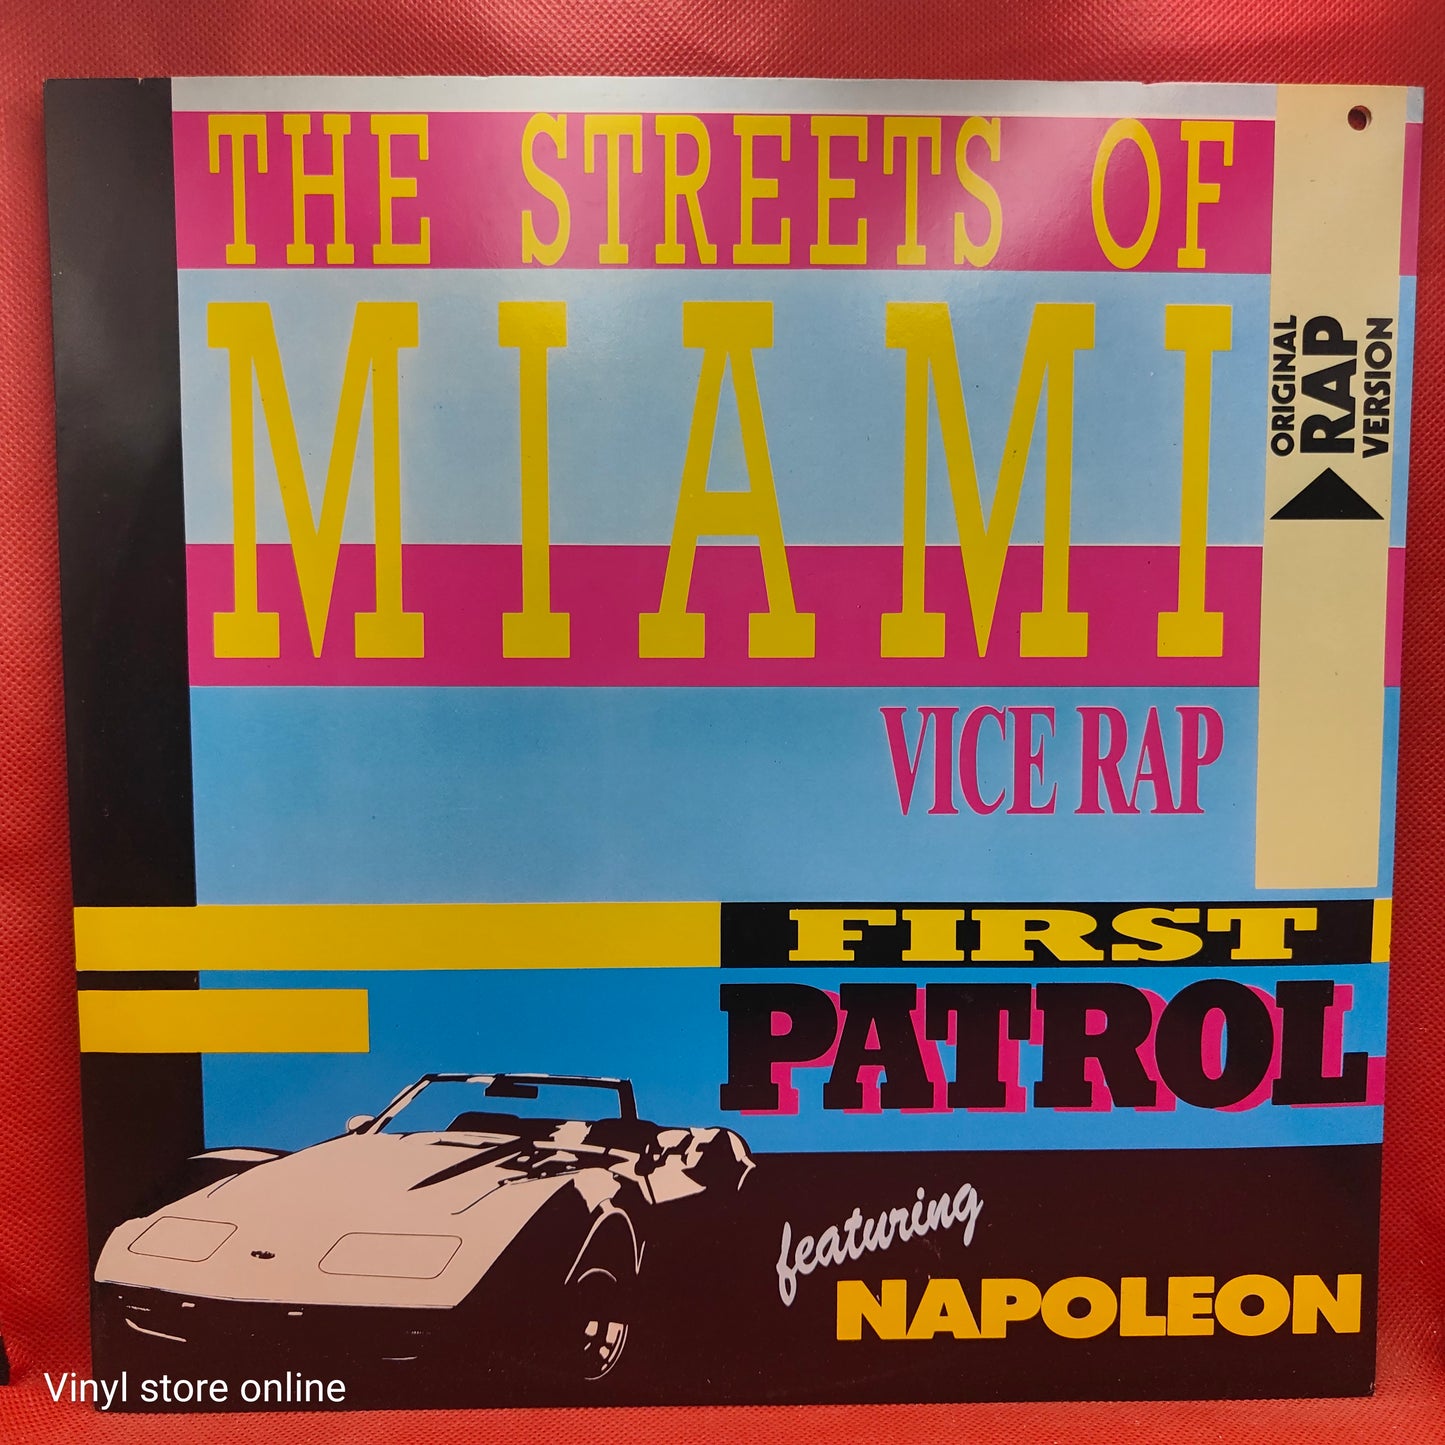 THE STREETS OF
MIAMI
VICE RAP
ORIGINAL
RAP
VERSION
FIRST
PATROL
featuring
NAPOLEON
Vinyl store online